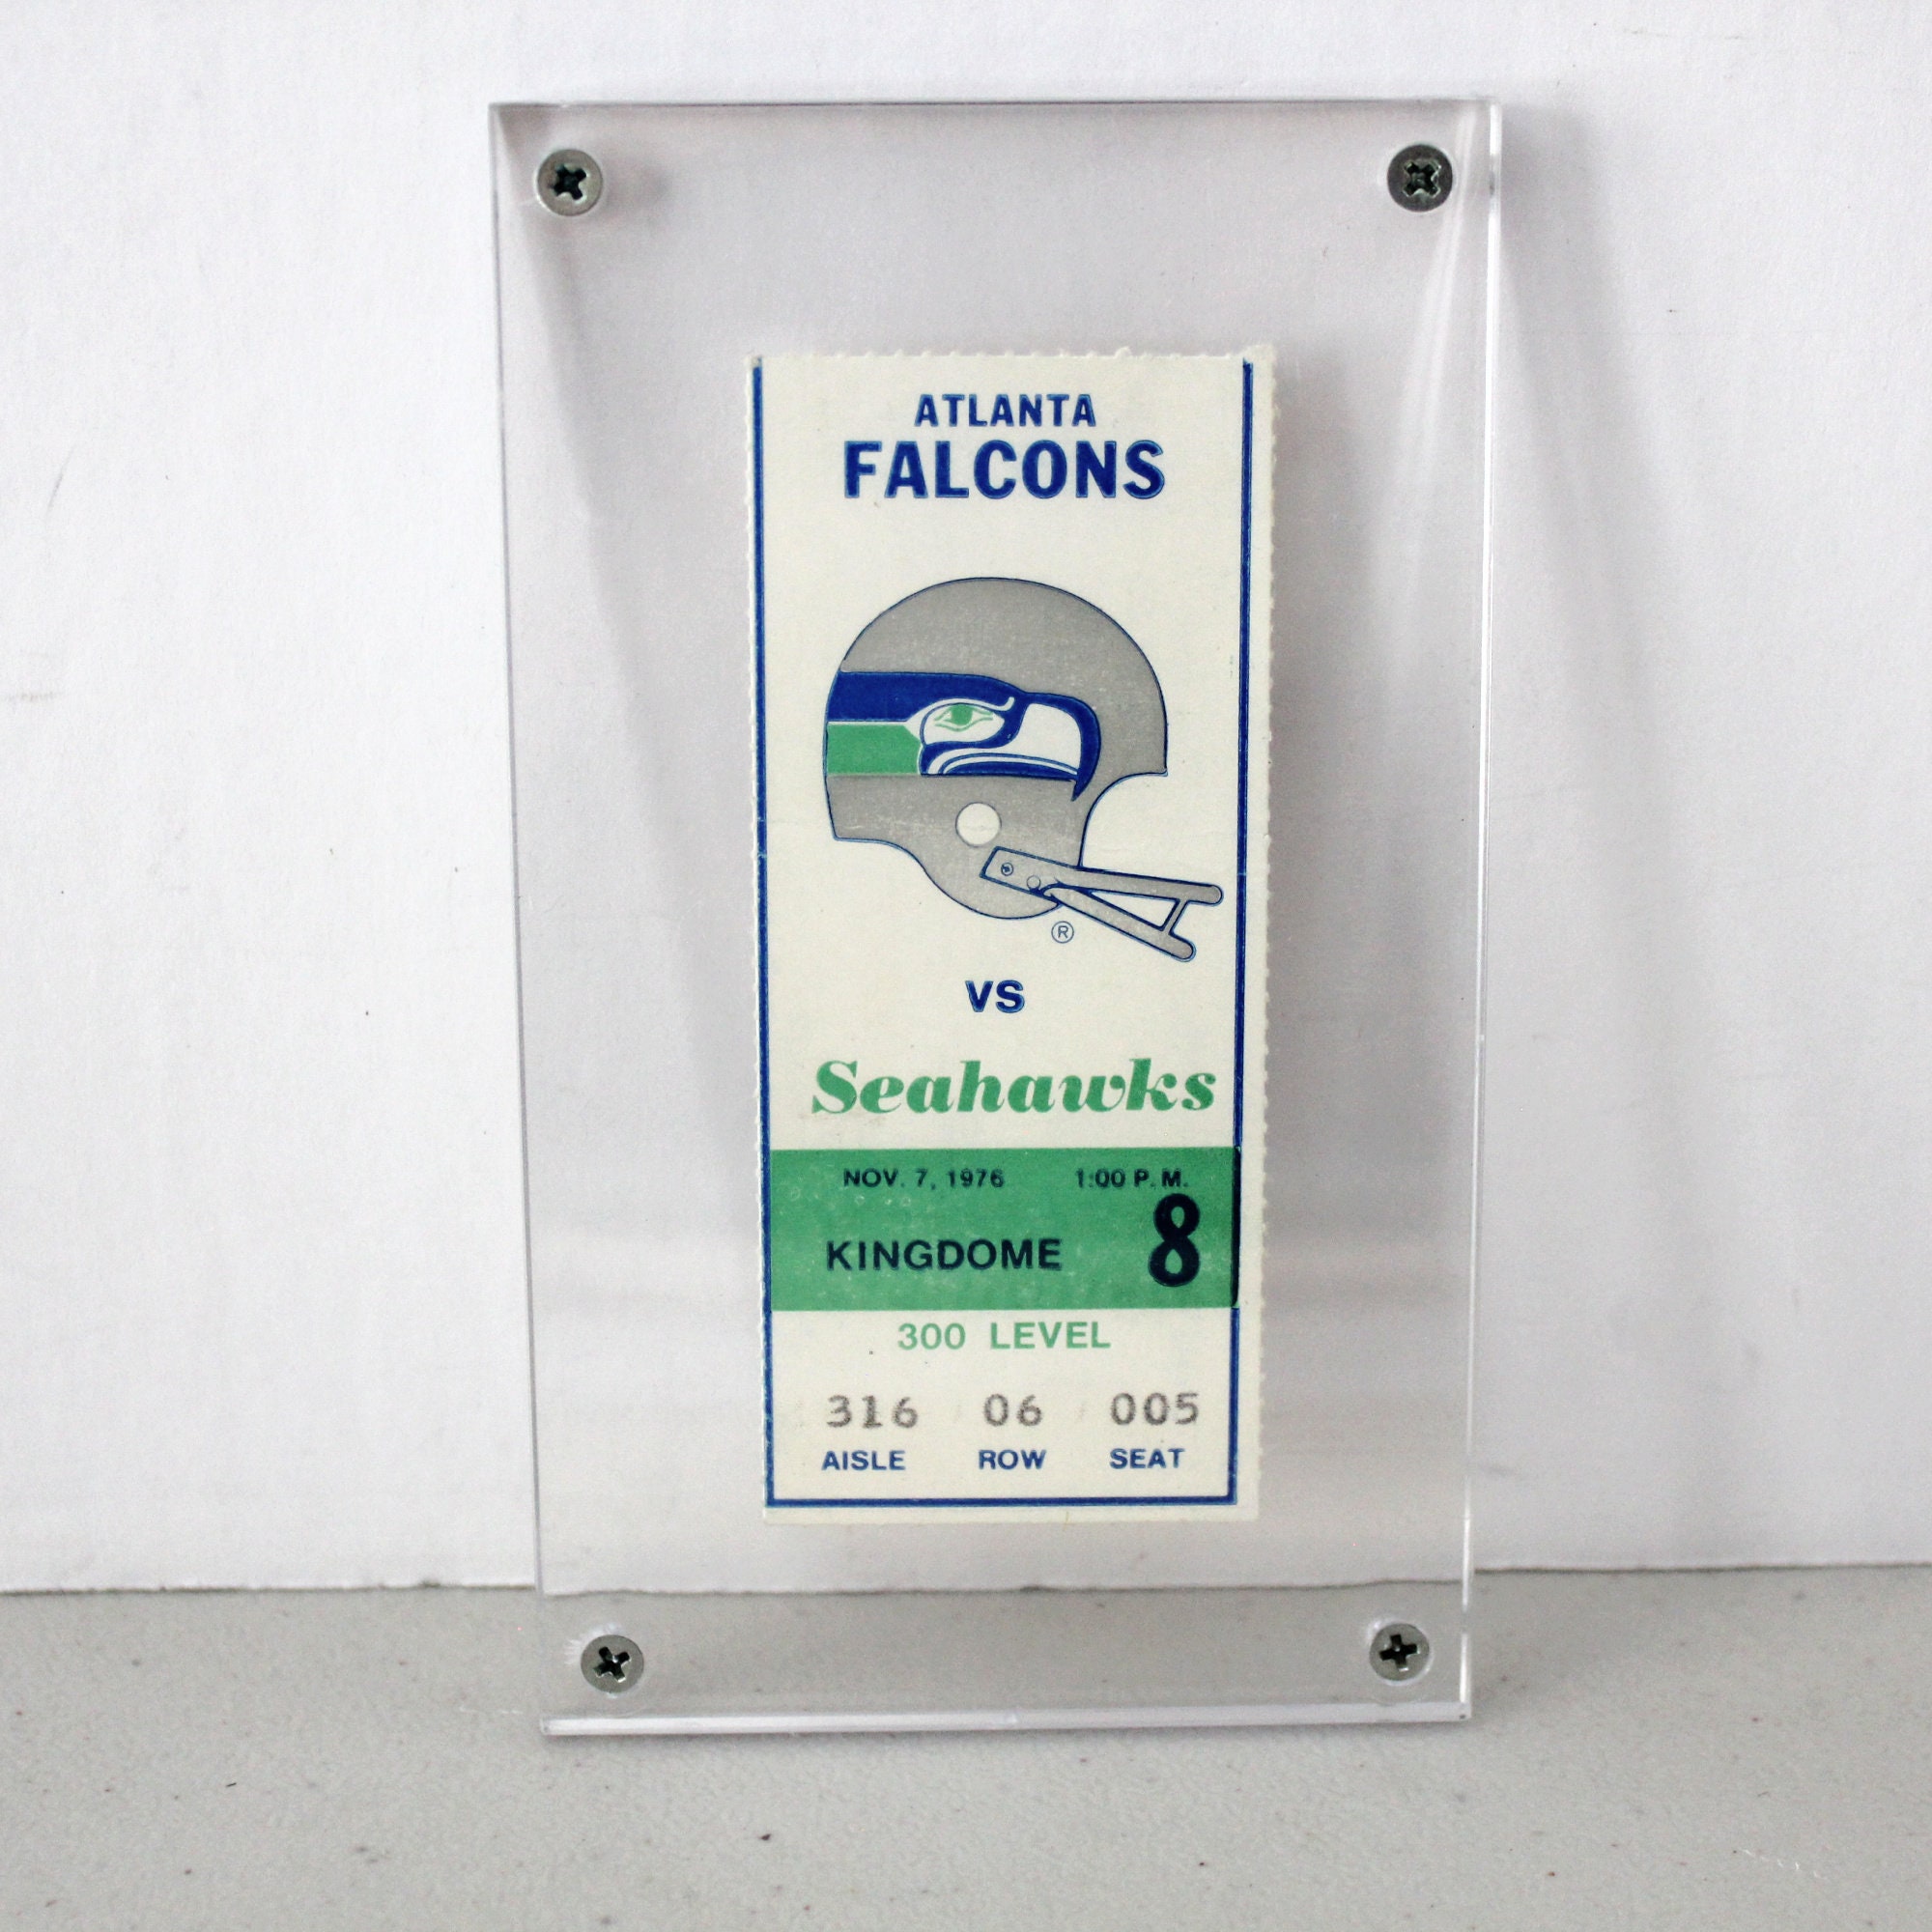 ATLANTA
FALCONS
®
VS
Seahawks
NOV. 7, 1976 1:00 P.M.
KINGDOME 8
300 LEVEL
316 06 005
AISLE ROW SEAT